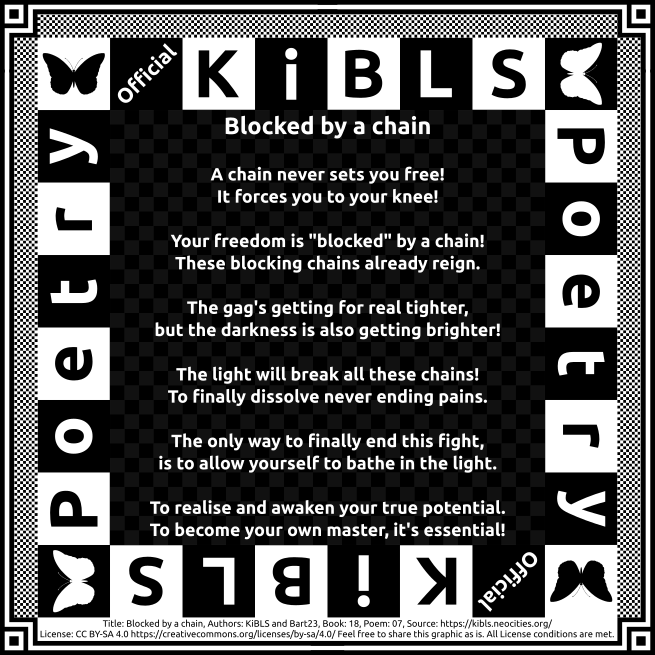 Official KiBLS
Poetry
Poetry
Blocked by a chain
A chain never sets you free!
It forces you to your knee!
Your freedom is "blocked" by a chain!
These blocking chains already reign.
The gag's getting for real tighter,
but the darkness is also getting brighter!
The light will break all these chains!
To finally dissolve never ending pains.
The only way to finally end this fight,
is to allow yourself to bathe in the light.
To realise and awaken your true potential.
To become your own master, it's essential!
Official KiBLS
Title: Blocked by a chain, Authors: KiBLS and Bart23, Book: 18, Poem: 07, Source: https://kibls.neocities.org/
License: CC BY-SA 4.0 https://creativecommons.org/licenses/by-sa/4.0/ Feel free to share this graphic as is. All License conditions are met.